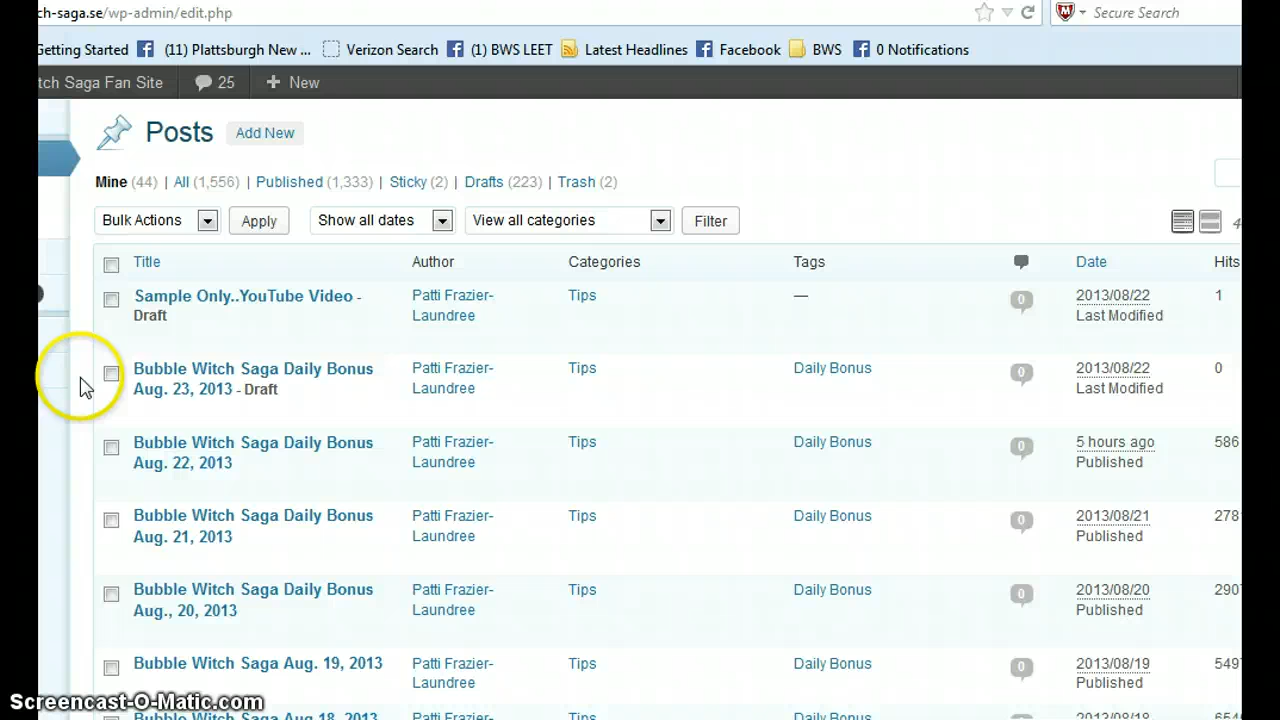 ch-saga.se/wp-admin/edit.php Secure Search
Getting Started (11) Plattsburgh New ... Verizon Search (1) BWS LEET Latest Headlines Facebook BWS 0 Notifications
tch Saga Fan Site 25 + New
Posts Add New
Mine (44) | All (1,556) | Published (1,333) | Sticky (2) | Drafts (223) | Trash (2)
Bulk Actions Apply Show all dates View all categories Filter 4
Title Author Categories Tags Date Hits
Sample Only..YouTube Video - Patti Frazier- Tips — 0 2013/08/22 1
Draft Laundree Last Modified
Bubble Witch Saga Daily Bonus Patti Frazier- Tips Daily Bonus 0 2013/08/22 0
Aug. 23, 2013 - Draft Laundree Last Modified
Bubble Witch Saga Daily Bonus Patti Frazier- Tips Daily Bonus 0 5 hours ago 586
Aug. 22, 2013 Laundree Published
Bubble Witch Saga Daily Bonus Patti Frazier- Tips Daily Bonus 0 2013/08/21 278
Aug. 21, 2013 Laundree Published
Bubble Witch Saga Daily Bonus Patti Frazier- Tips Daily Bonus 0 2013/08/20 290
Aug., 20, 2013 Laundree Published
Bubble Witch Saga Aug. 19, 2013 Patti Frazier- Tips Daily Bonus 0 2013/08/19 549
Laundree Published
Screencast-O-Matic.com